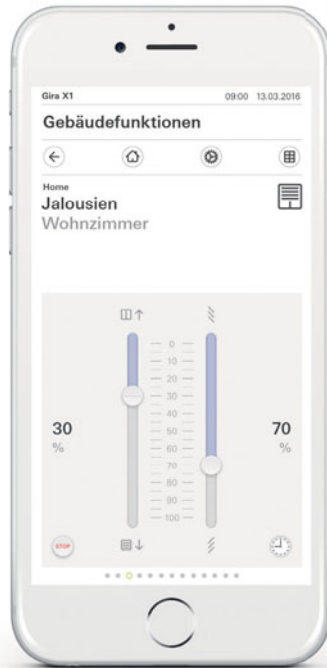 Gira X1 09:00 13.03.2016
Gebäudefunktionen
Home
Jalousien
Wohnzimmer
0
10
20
30
40
50
60
70
80
90
100
30 %
70 %
STOP